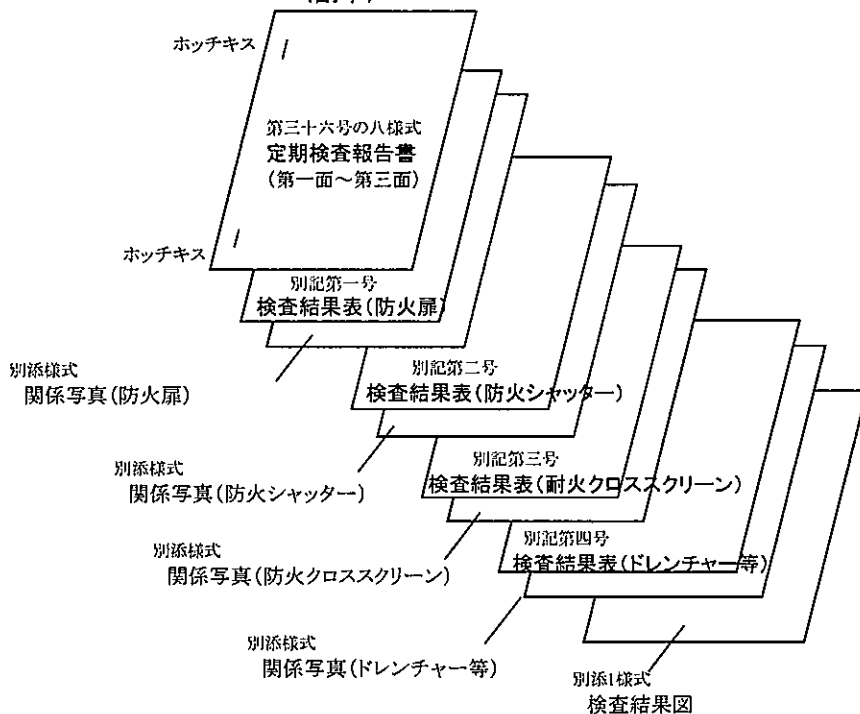 ホッチキス
第三十六号の八様式
定期検査報告書
(第一面～第三面)
ホッチキス
別記第一号
検査結果表(防火扉)
別添様式
関係写真(防火扉)
別記第二号
検査結果表(防火シャッター)
別添様式
関係写真(防火シャッター)
別記第三号
検査結果表(耐火クロススクリーン)
別添様式
関係写真(防火クロススクリーン)
別記第四号
検査結果表(ドレンチャー等)
別添様式
関係写真(ドレンチャー等)
別添1様式
検査結果図